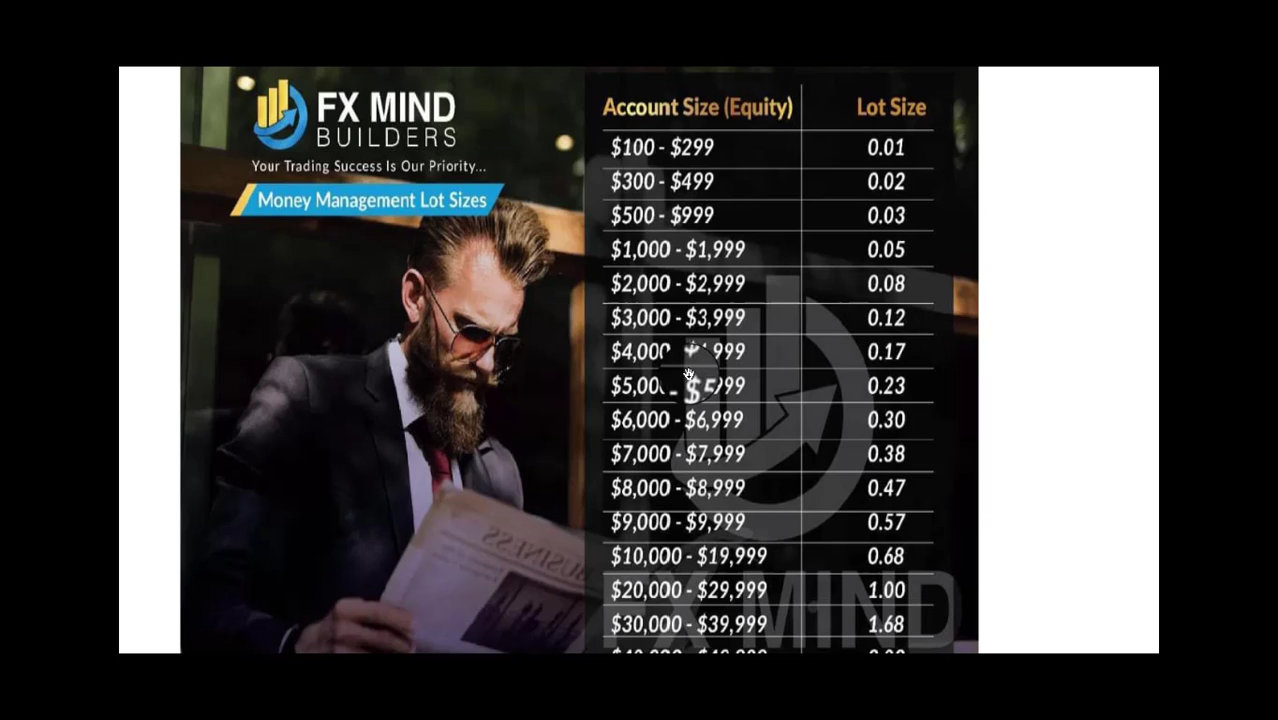 FX MIND
BUILDERS
Your Trading Success Is Our Priority...
Money Management Lot Sizes
Account Size (Equity) Lot Size
$100 - $299 0.01
$300 - $499 0.02
$500 - $999 0.03
$1,000 - $1,999 0.05
$2,000 - $2,999 0.08
$3,000 - $3,999 0.12
0.17
0.23
$6,000 - $6,999 0.30
$7,000 - $7,999 0.38
$8,000 - $8,999 0.47
$9,000 - $9,999 0.57
$10,000 - $19,999 0.68
$20,000 - $29,999 1.00
$30,000 - $39,999 1.68
FX MIND
BUSINESS